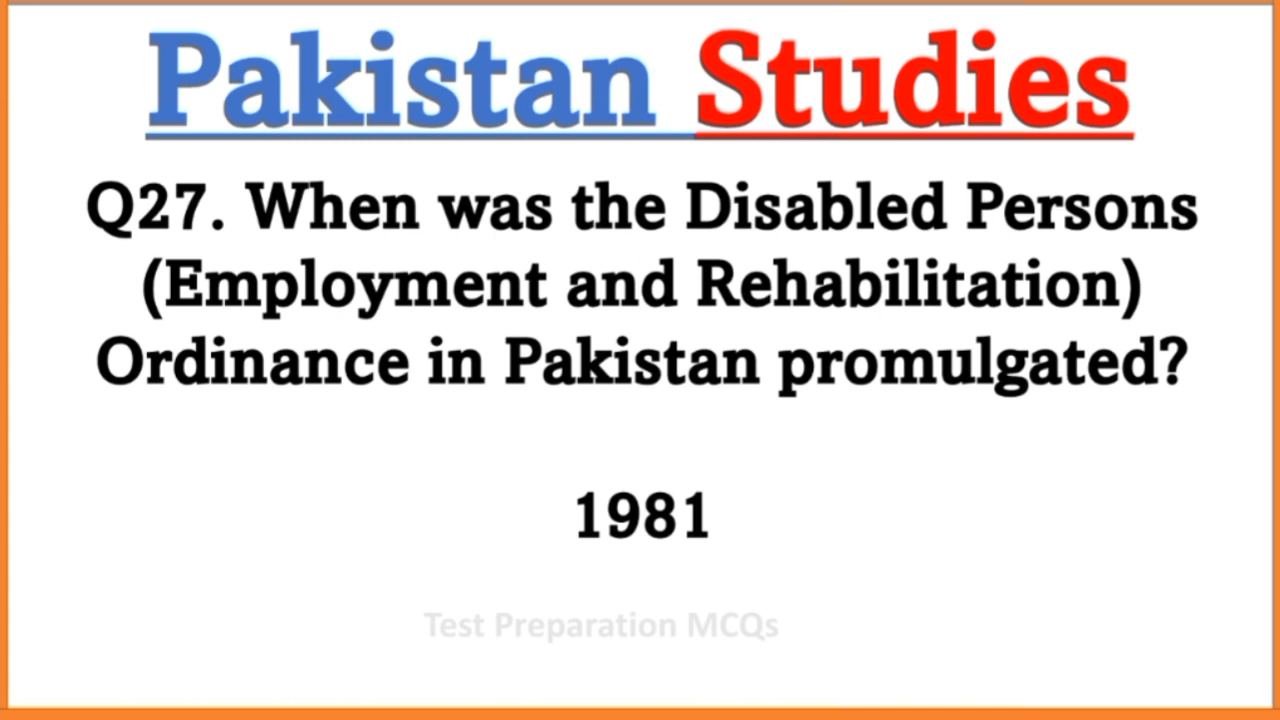 Pakistan Studies
Q27. When was the Disabled Persons
(Employment and Rehabilitation)
Ordinance in Pakistan promulgated?
1981
Test Preparation MCQs